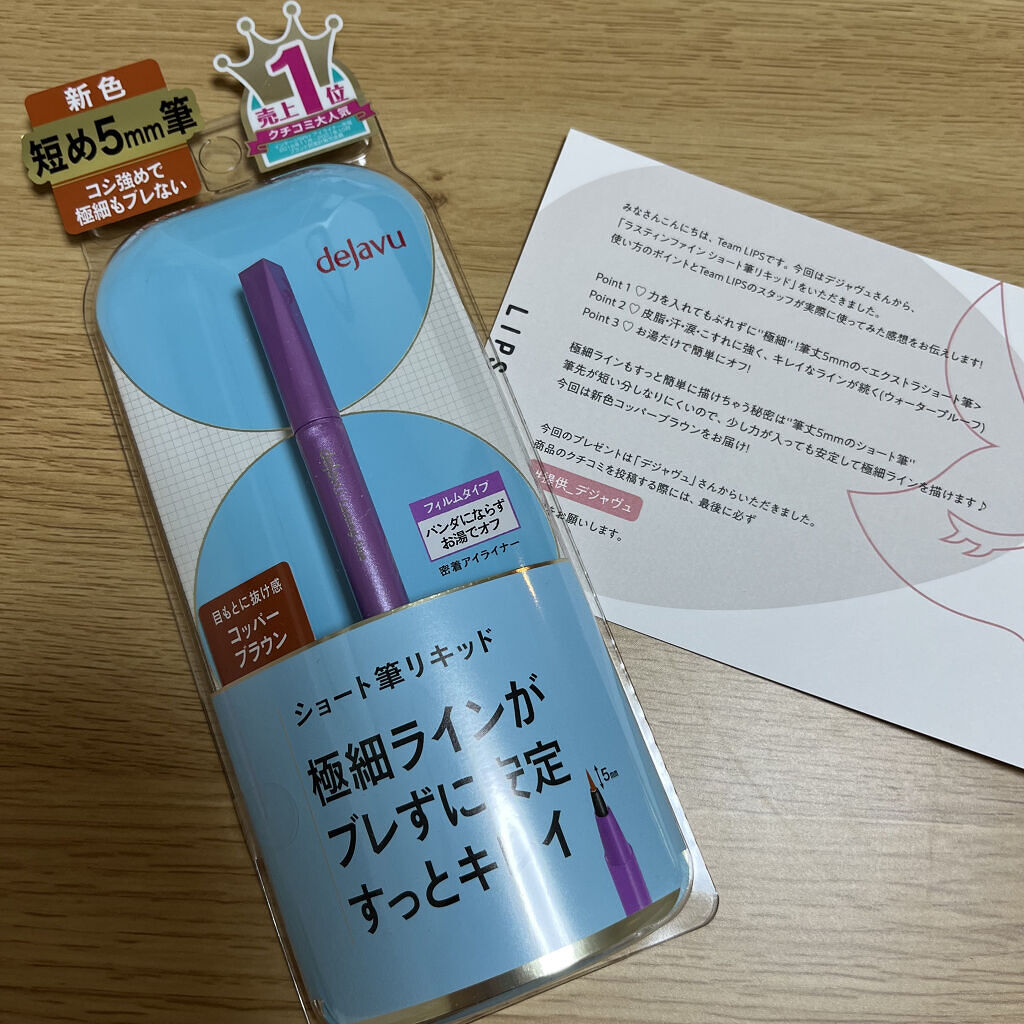 新色
短め5mm筆
コシ強めで
極細もブレない
1
売上 位
クチコミ大人気
dejavu
フィルムタイプ
パンダにならず
お湯でオフ
密着アイライナー
目もとに抜け感
コッパー
ブラウン
ショート筆リキッド
極細ラインが
ブレずに安定
すっとキレイ
5mm
LIPS
みなさんこんにちは、Team LIPSです。今回はデジャヴュさんから、
「ラスティンファイン ショート筆リキッド」をいただきました。
使い方のポイントとTeam LIPSのスタッフが実際に使ってみた感想をお伝えします!
Point 1 ♡ 力を入れてもぶれずに"極細"!筆丈5mmの<エクストラショート筆>
Point 2 ♡ 皮脂・汗・涙・こすれに強く、キレイなラインが続く(ウォータープルーフ)
Point 3 ♡ お湯だけで簡単にオフ!
極細ラインもすっと簡単に描けちゃう秘密は"筆丈5mmのショート筆"
筆先が短い分しなりにくいので、少し力が入っても安定して極細ラインを描けます♪
今回は新色コッパーブラウンをお届け!
今回のプレゼントは「デジャヴュ」さんからいただきました。
商品のクチコミを投稿する際には、最後に必ず
#提供_デジャヴュ
お願いします。